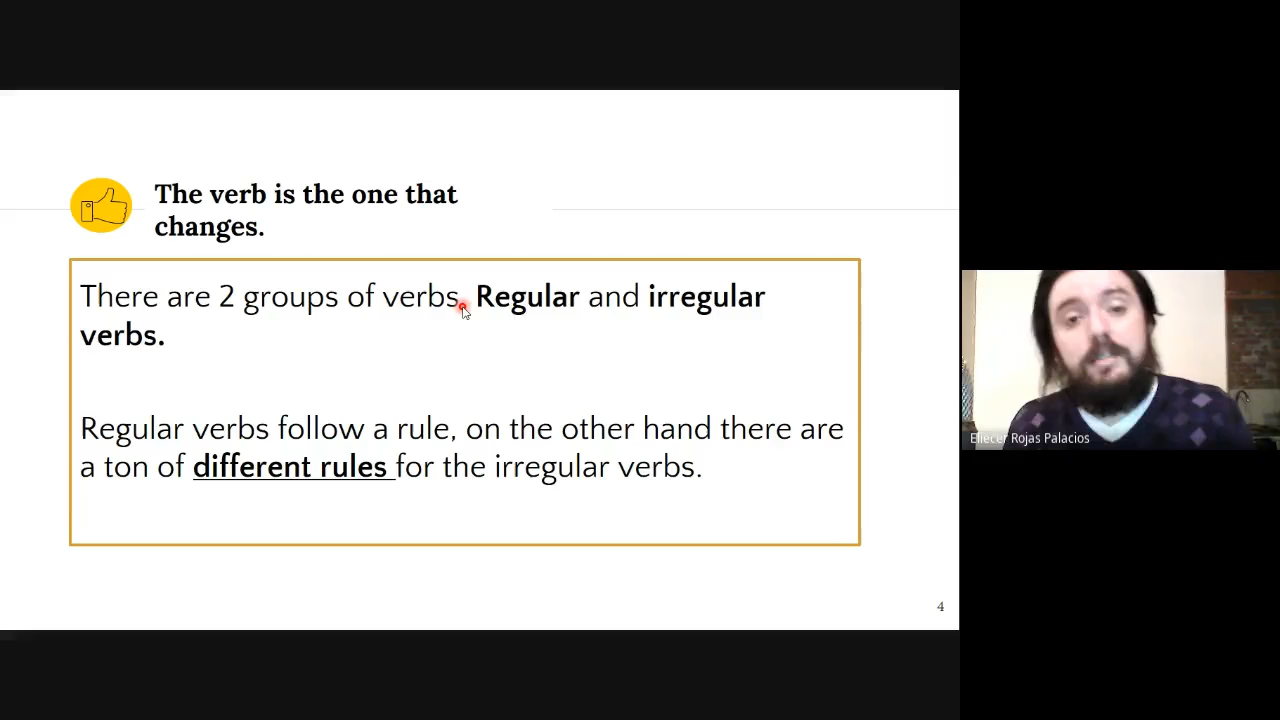 The verb is the one that
changes.
There are 2 groups of verbs. Regular and irregular
verbs.
Regular verbs follow a rule, on the other hand there are
a ton of different rules for the irregular verbs.
4
Eliecer Rojas Palacios